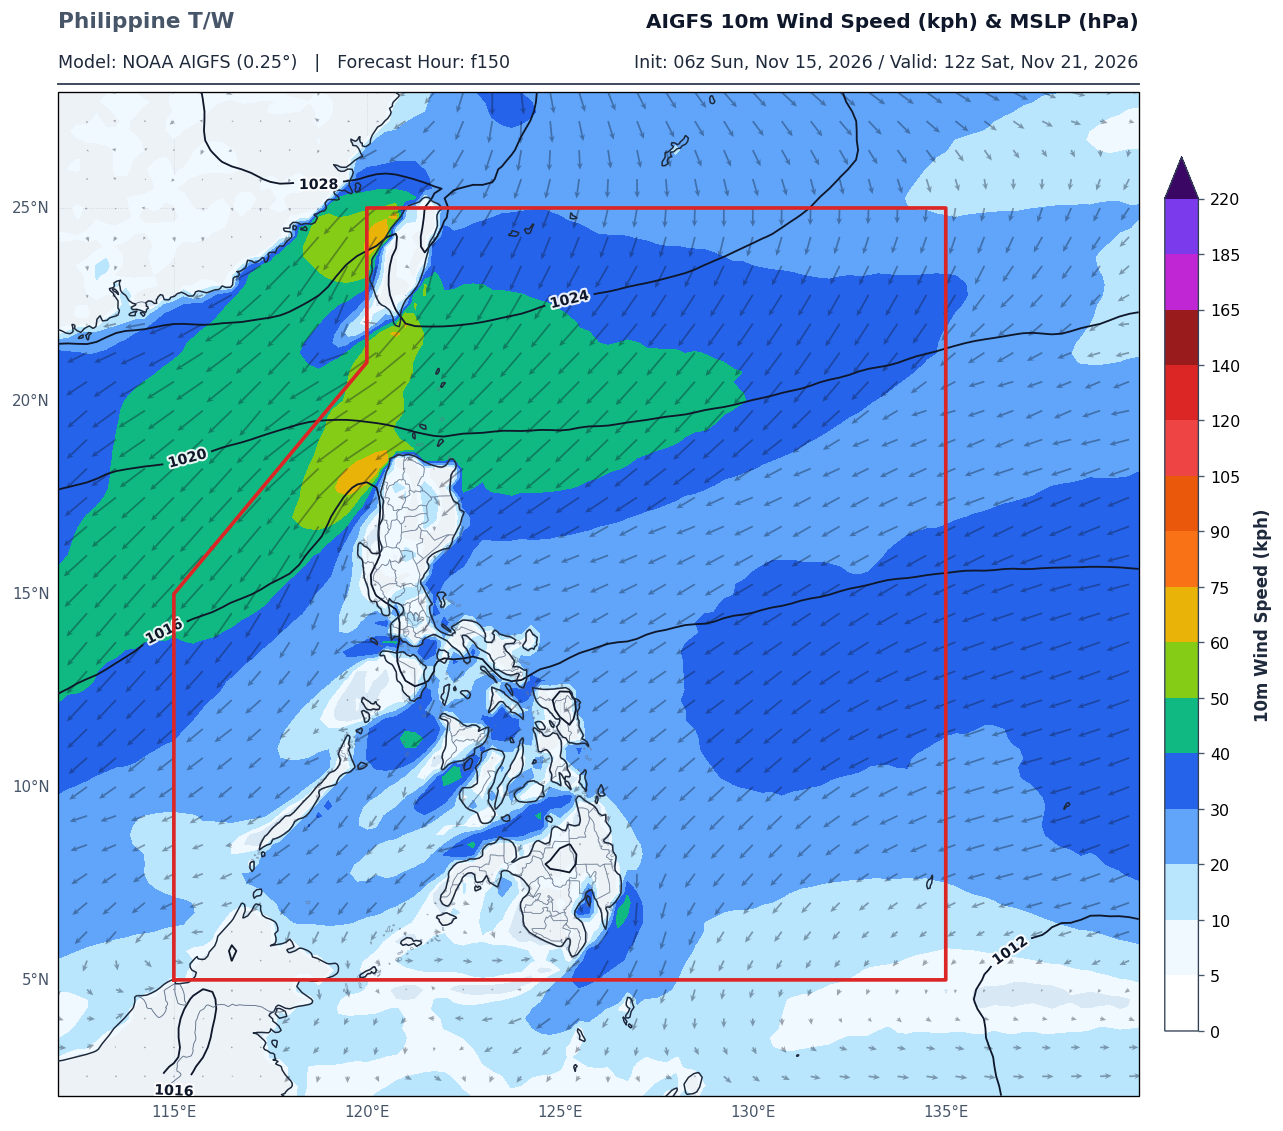 Philippine T/W
AIGFS 10m Wind Speed (kph) & MSLP (hPa)
Model: NOAA AIGFS (0.25°)   |   Forecast Hour: f150
Init: 06z Sun, Nov 15, 2026 / Valid: 12z Sat, Nov 21, 2026
1028
1024
1020
1016
1012
1016
25°N
20°N
15°N
10°N
5°N
115°E
120°E
125°E
130°E
135°E
220
185
165
140
120
105
90
75
60
50
40
30
20
10
5
0
10m Wind Speed (kph)